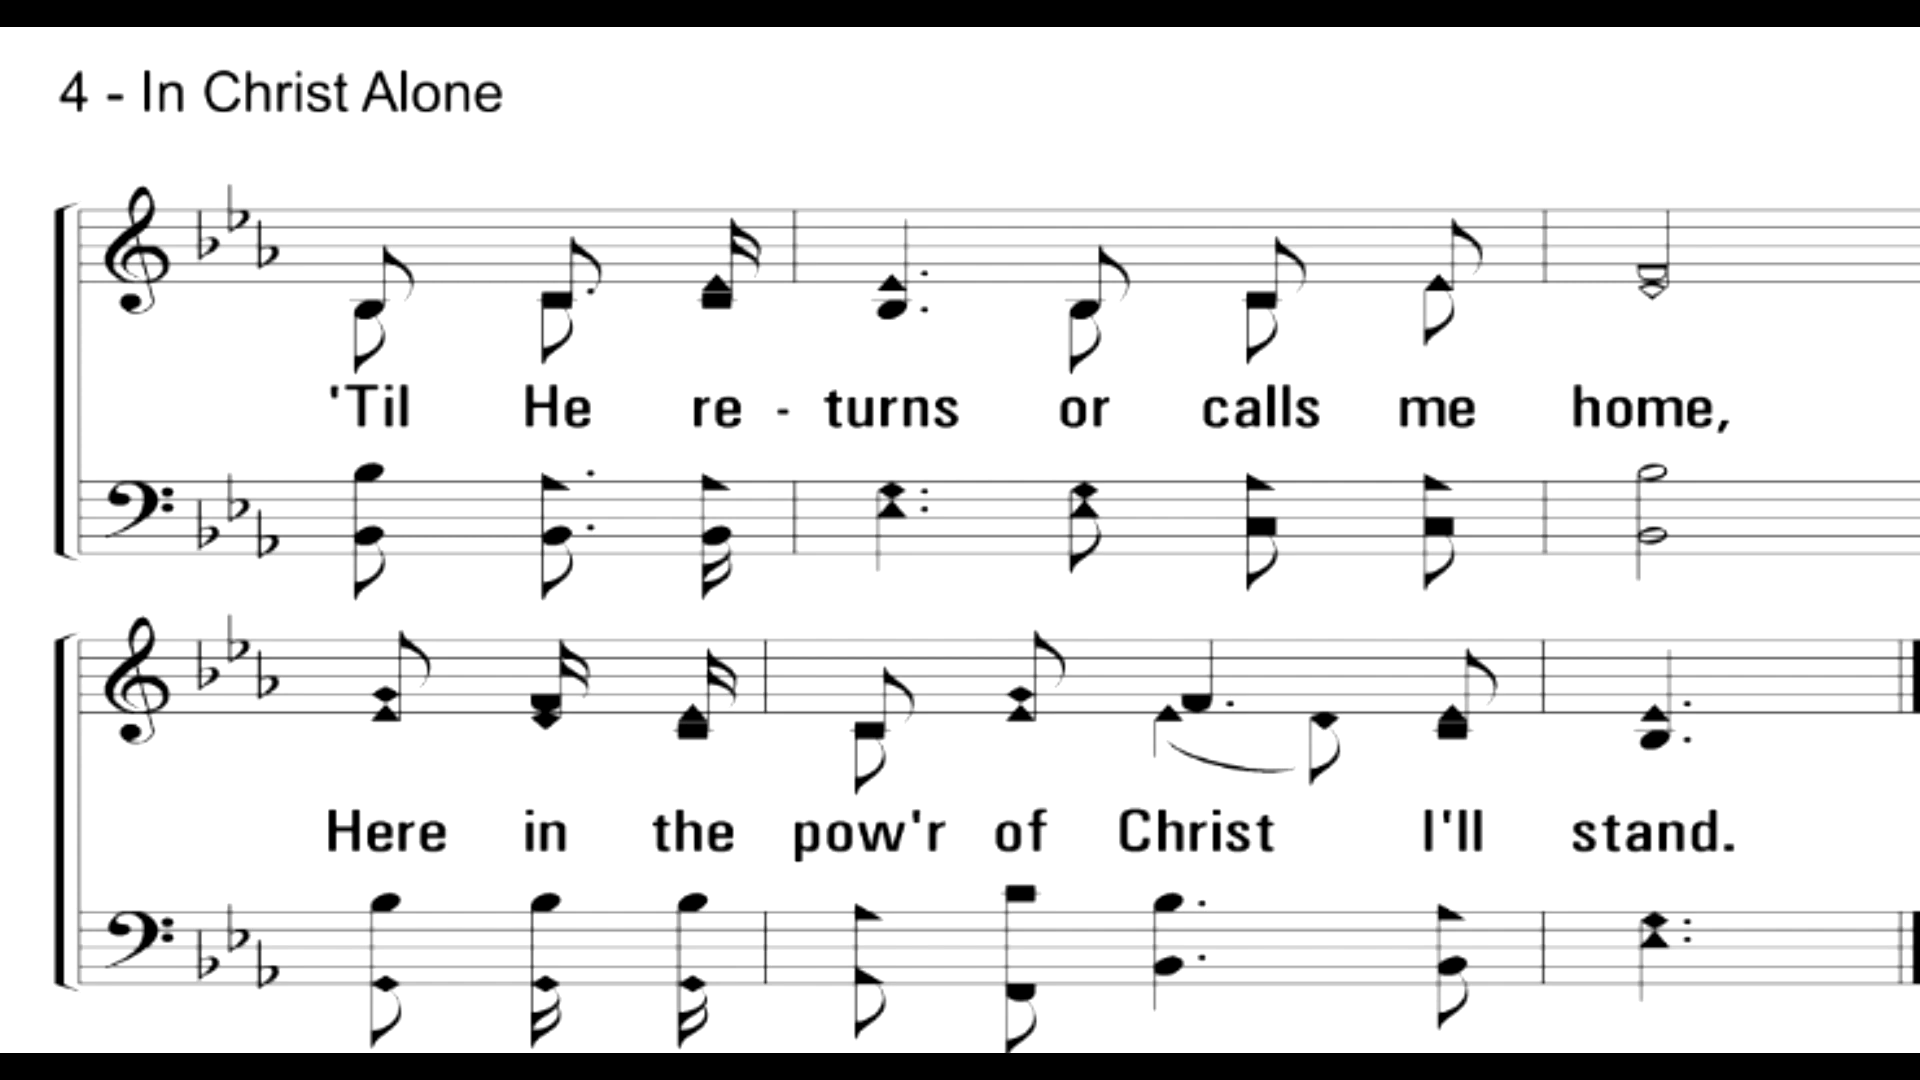 4 - In Christ Alone
'Til He re - turns or calls me home,
Here in the pow'r of Christ I'll stand.